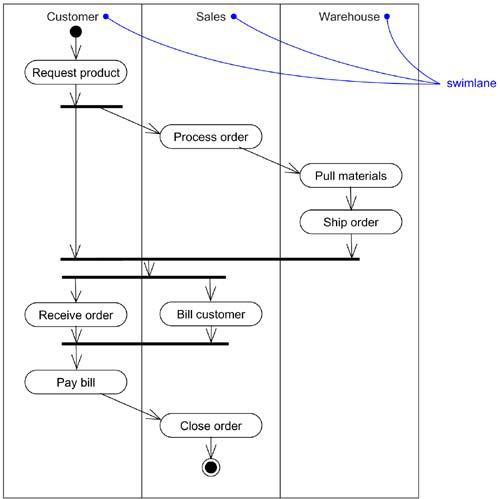 Customer
Sales
Warehouse
swimlane
Request product
Process order
Pull materials
Ship order
Receive order
Bill customer
Pay bill
Close order